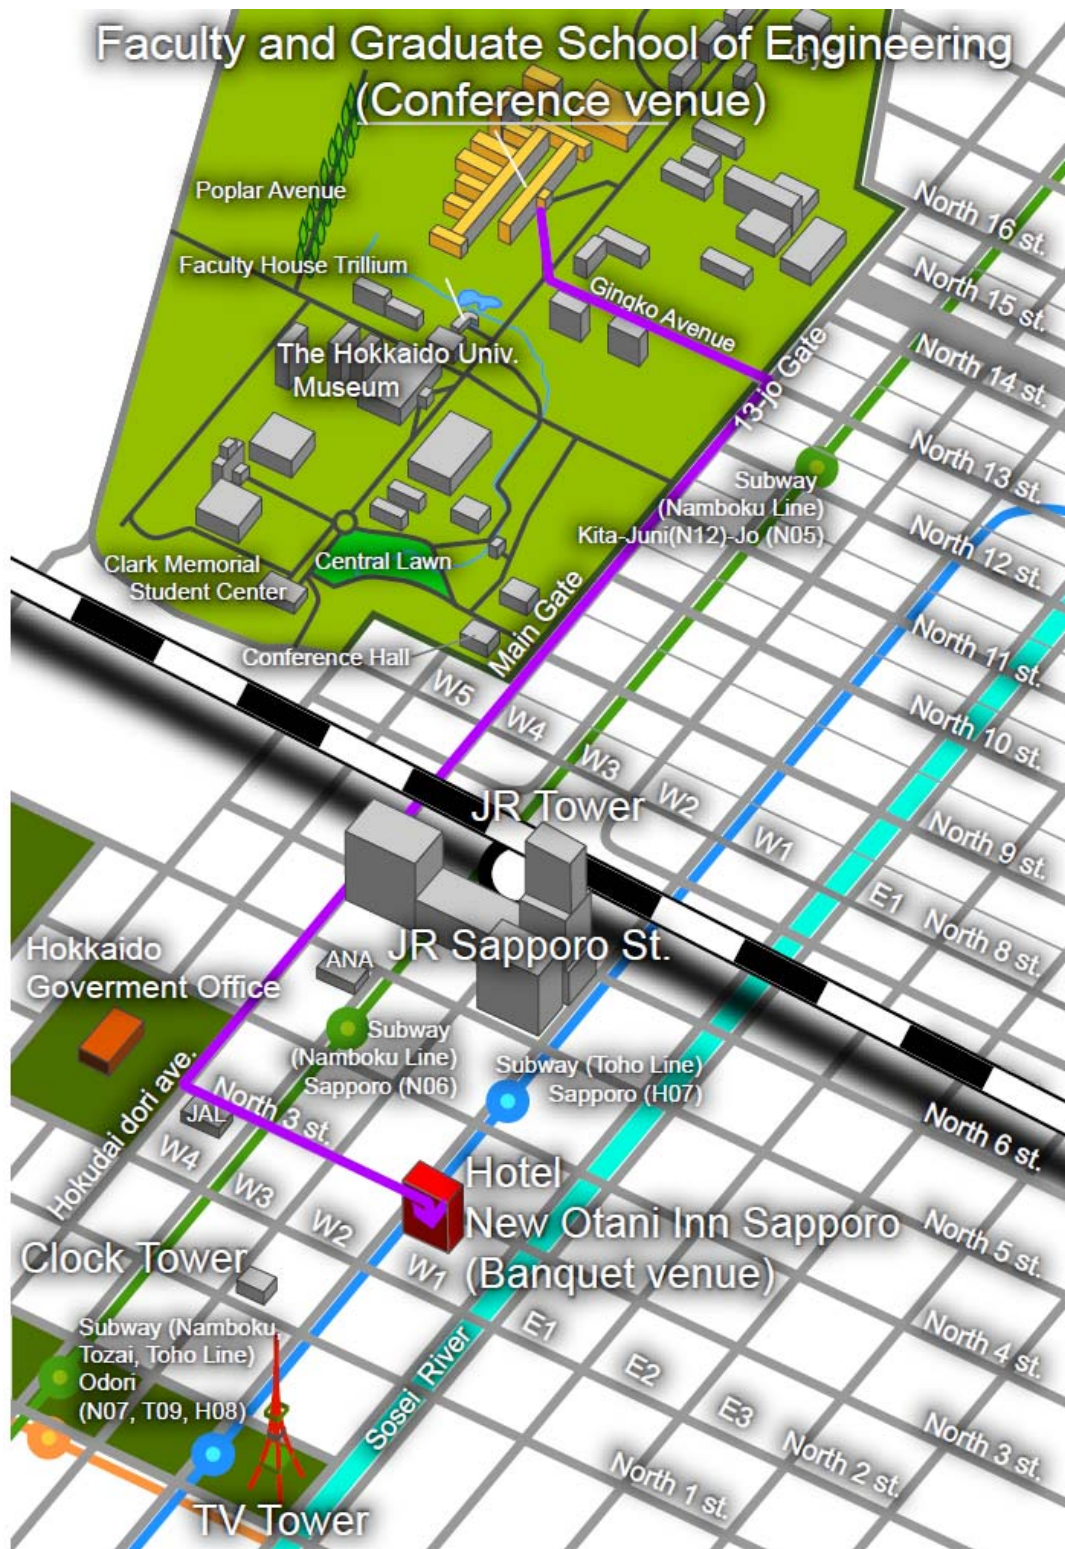 Faculty and Graduate School of Engineering
(Conference venue)
Gym
Poplar Avenue
Faculty House Trillium
Gingko Avenue
North 16 st.
North 15 st.
North 14 st.
The Hokkaido Univ.
Museum
13-jo Gate
North 13 st.
Subway
(Namboku Line)
Kita-Juni(N12)-Jo (N05)
North 12 st.
Clark Memorial
Student Center
Central Lawn
Main Gate
Conference Hall
North 11 st.
North 10 st.
W5
W4
W3
W2
W1
E1
North 9 st.
North 8 st.
JR Tower
JR Sapporo St.
ANA
Hokkaido
Goverment Office
Subway
(Namboku Line)
Sapporo (N06)
Subway (Toho Line)
Sapporo (H07)
North 6 st.
Hokudai dori ave.
JAL
North 3 st.
W4
W3
W2
W1
Hotel
New Otani Inn Sapporo
(Banquet venue)
North 5 st.
Clock Tower
Subway (Namboku,
Tozai, Toho Line)
Odori
(N07, T09, H08)
Sosei River
E1
E2
E3
North 4 st.
North 3 st.
North 2 st.
North 1 st.
TV Tower